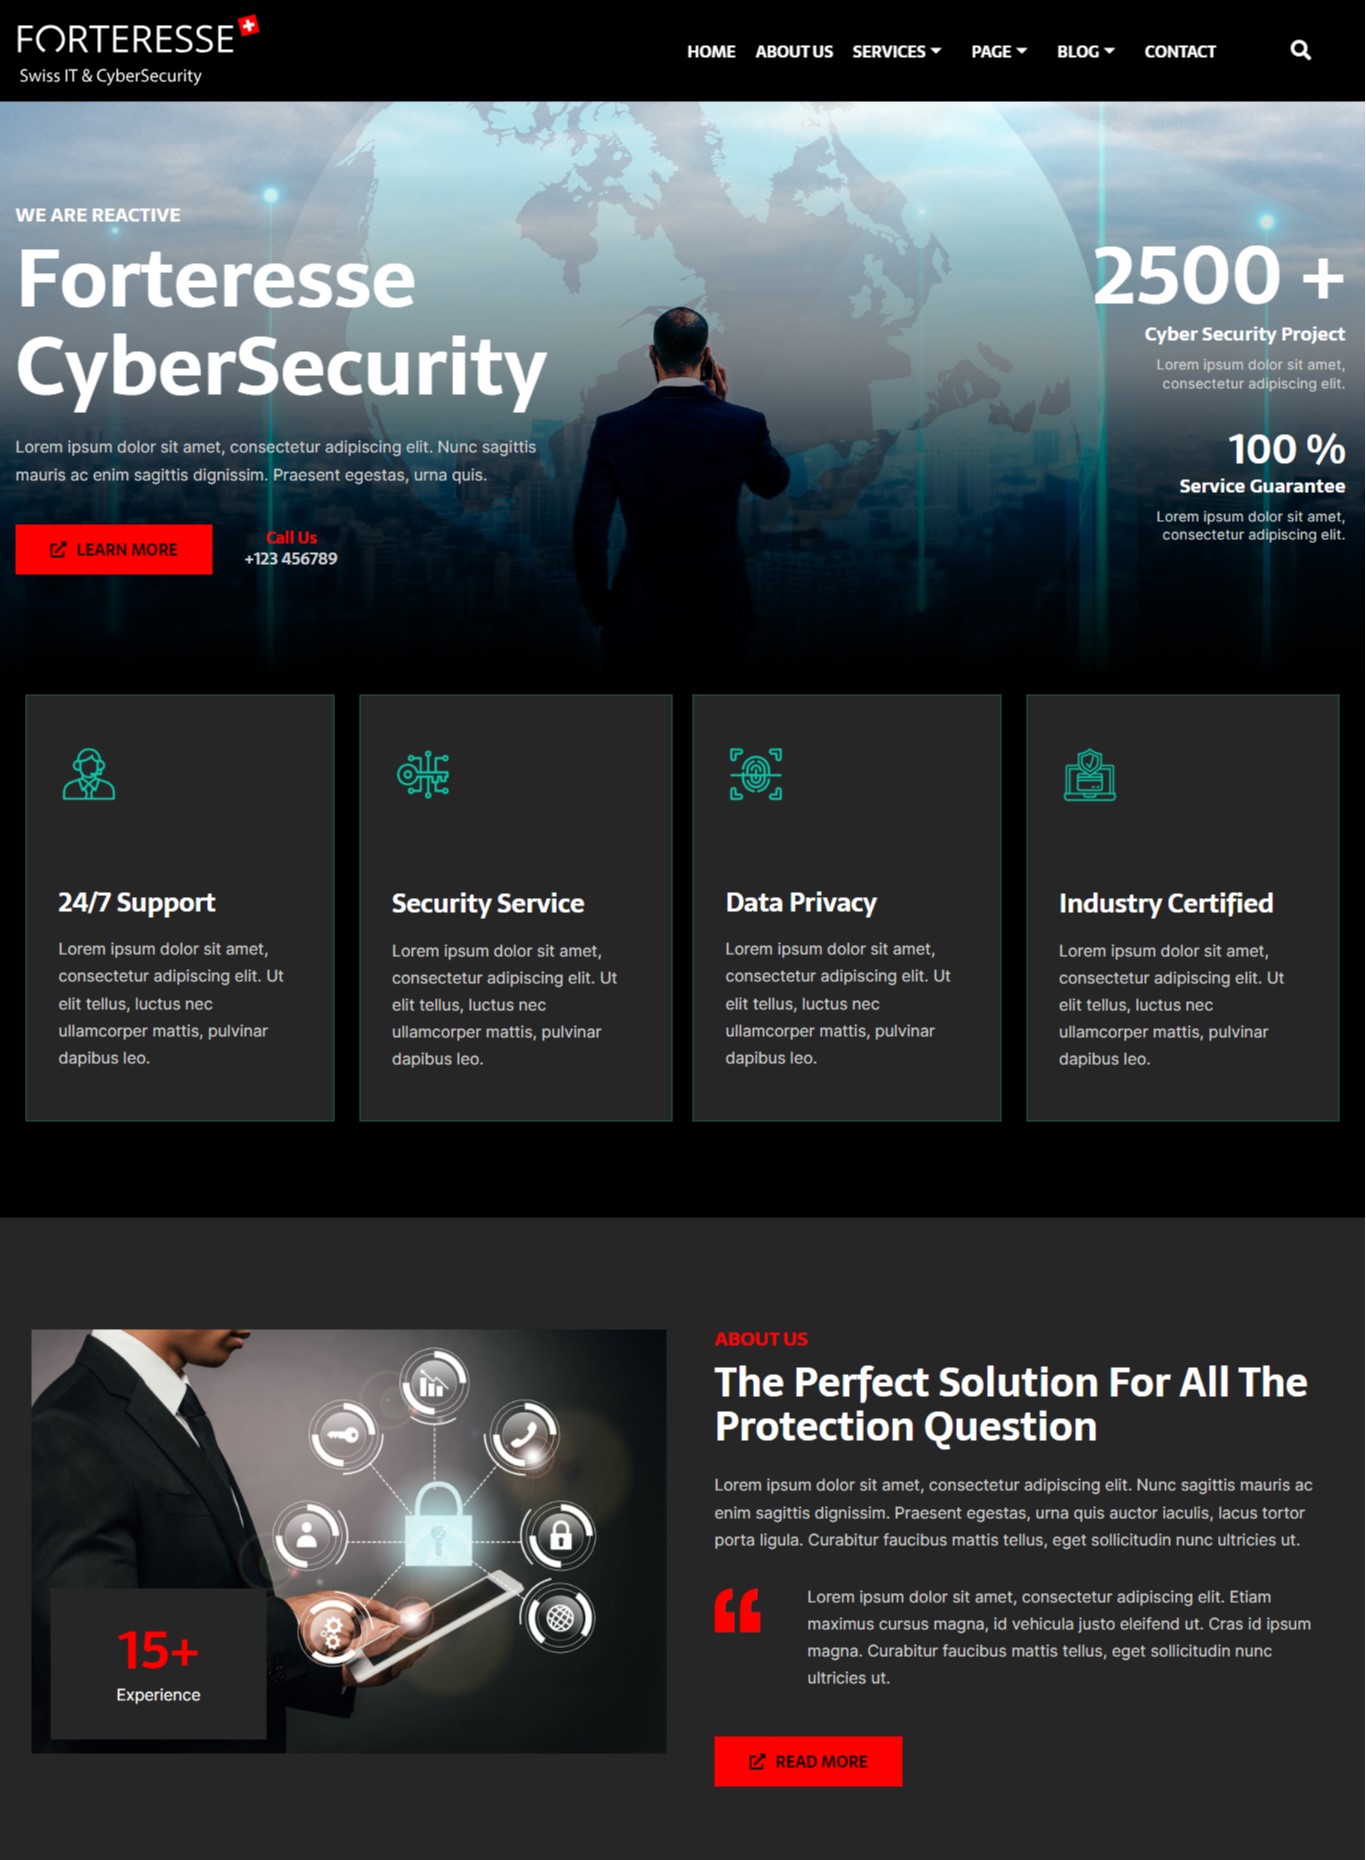 FORTERESSE
Swiss IT & CyberSecurity
HOME ABOUT US SERVICES PAGE BLOG CONTACT
WE ARE REACTIVE
Forteresse
CyberSecurity
Lorem ipsum dolor sit amet, consectetur adipiscing elit. Nunc sagittis
mauris ac enim sagittis dignissim. Praesent egestas, urna quis.
LEARN MORE
Call Us
+123 456789
2500 +
Cyber Security Project
Lorem ipsum dolor sit amet,
consectetur adipiscing elit.
100 %
Service Guarantee
Lorem ipsum dolor sit amet,
consectetur adipiscing elit.
24/7 Support
Lorem ipsum dolor sit amet,
consectetur adipiscing elit. Ut
elit tellus, luctus nec
ullamcorper mattis, pulvinar
dapibus leo.
Security Service
Lorem ipsum dolor sit amet,
consectetur adipiscing elit. Ut
elit tellus, luctus nec
ullamcorper mattis, pulvinar
dapibus leo.
Data Privacy
Lorem ipsum dolor sit amet,
consectetur adipiscing elit. Ut
elit tellus, luctus nec
ullamcorper mattis, pulvinar
dapibus leo.
Industry Certified
Lorem ipsum dolor sit amet,
consectetur adipiscing elit. Ut
elit tellus, luctus nec
ullamcorper mattis, pulvinar
dapibus leo.
15+
Experience
ABOUT US
The Perfect Solution For All The
Protection Question
Lorem ipsum dolor sit amet, consectetur adipiscing elit. Nunc sagittis mauris ac
enim sagittis dignissim. Praesent egestas, urna quis auctor iaculis, lacus tortor
porta ligula. Curabitur faucibus mattis tellus, eget sollicitudin nunc ultricies ut.
Lorem ipsum dolor sit amet, consectetur adipiscing elit. Etiam
maximus cursus magna, id vehicula justo eleifend ut. Cras id ipsum
magna. Curabitur faucibus mattis tellus, eget sollicitudin nunc
ultricies ut.
READ MORE